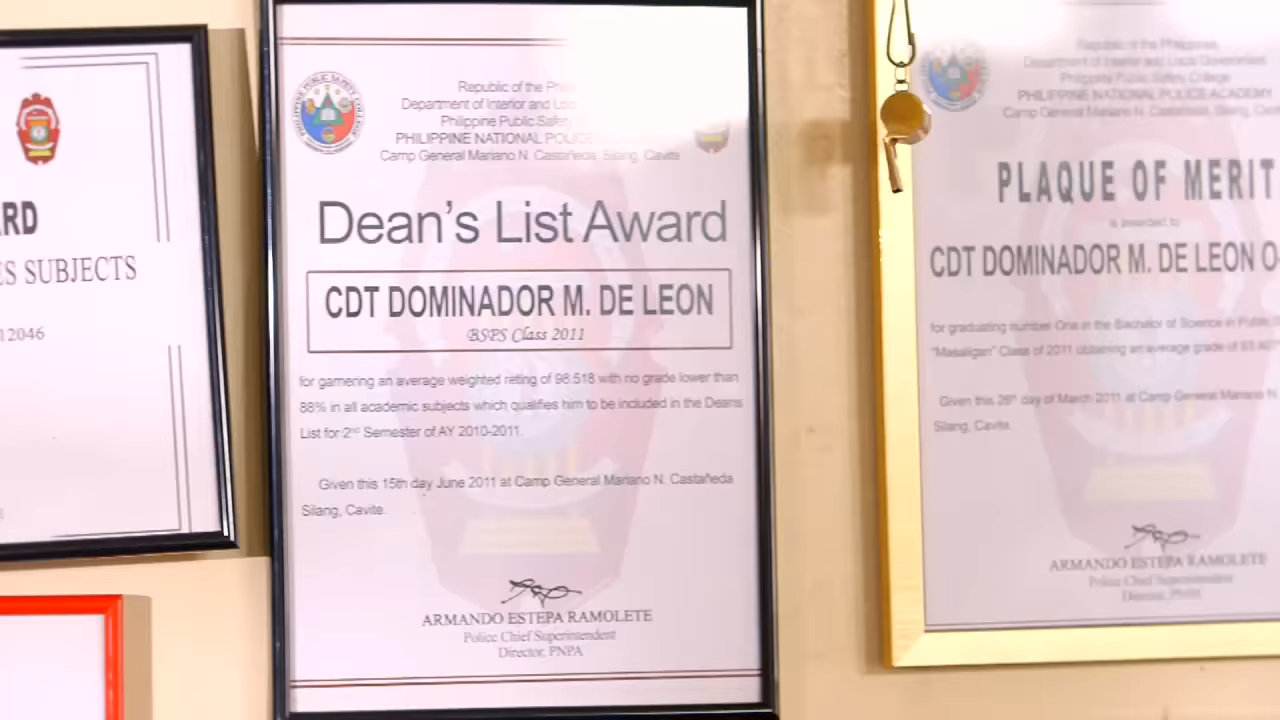 RD
S SUBJECTS
12046
Republic of the
Department of Interior and
Philippine Public
PHILIPPINE NATIONAL POLICE
Camp General Mariano N. Castañeda, Silang, Cavite
Dean's List Award
CDT DOMINADOR M. DE LEON
BSPS Class 2011
for garnering an average weighted rating of 98.518 with no grade lower than
88% in all academic subjects which qualifies him to be included in the Deans
List for 2nd Semester of AY 2010-2011.
Given this 15th day June 2011 at Camp General Mariano N. Castañeda
Silang, Cavite.
ARMANDO ESTEPA RAMOLETE
Police Chief Superintendent
Director, PNPA
Republic of the Philippines
Department of Interior and Local Government
Philippine Public Safety College
PHILIPPINE NATIONAL POLICE ACADEMY
Camp General Mariano N. Castañeda, Silang,
PLAQUE OF MERIT
is awarded to
CDT DOMINADOR M. DE LEON
for graduating number One in the Bachelor of Science in Public
"Masaligan" Class of 2011 obtaining an average grade of
Given this 26th day of March 2011 at Camp General Mariano N
Silang, Cavite.
ARMANDO ESTEPA RAMOLETE
Police Chief Superintendent
Director, PNPA